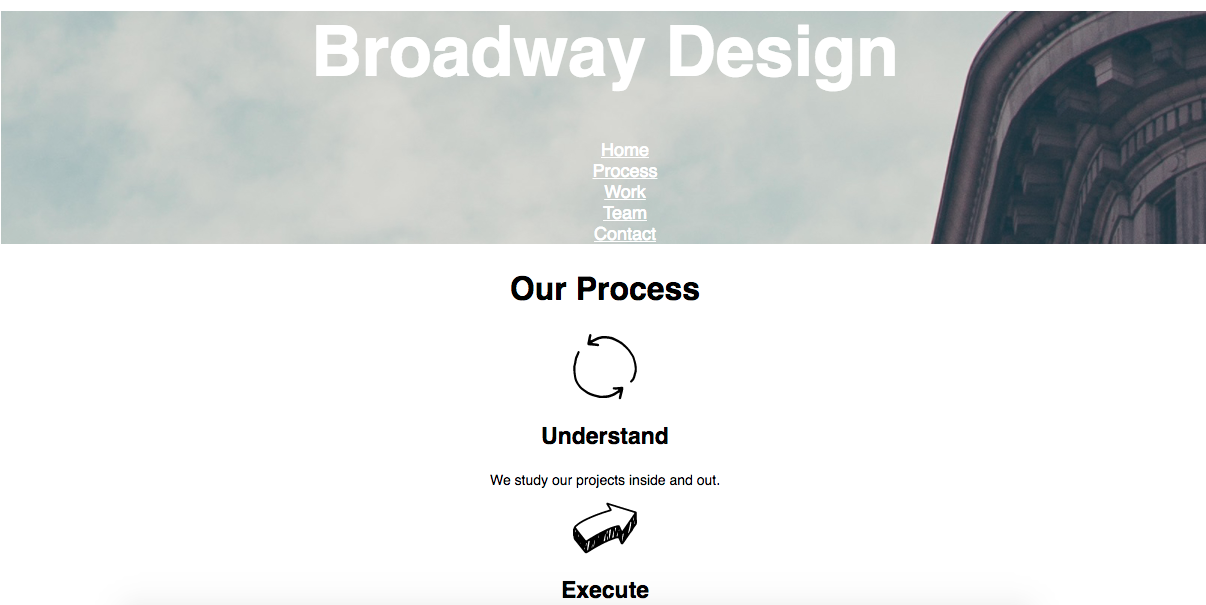 Broadway Design
Home
Process
Work
Team
Contact
Our Process
Understand
We study our projects inside and out.
Execute